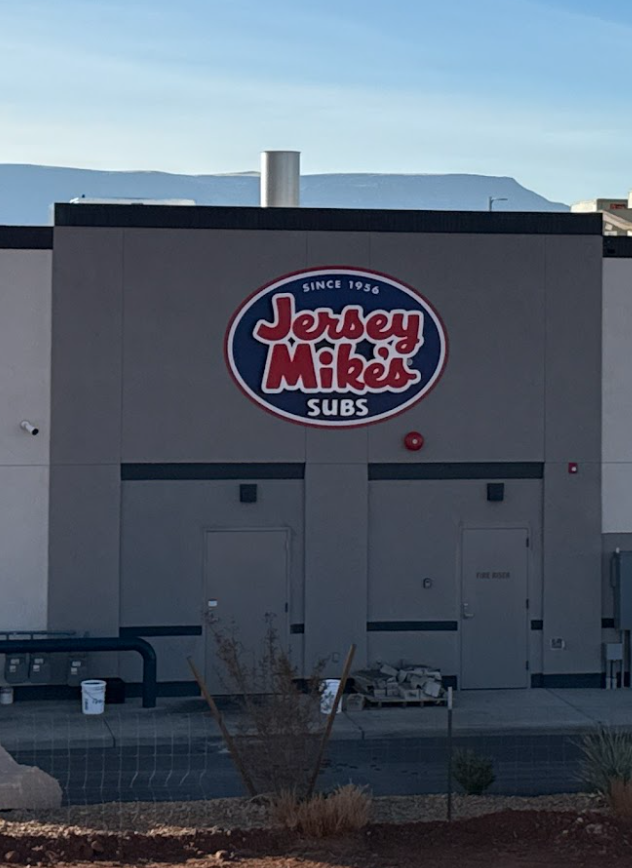 SINCE 1956
Jersey
Mike's
SUBS
FIRE RISER